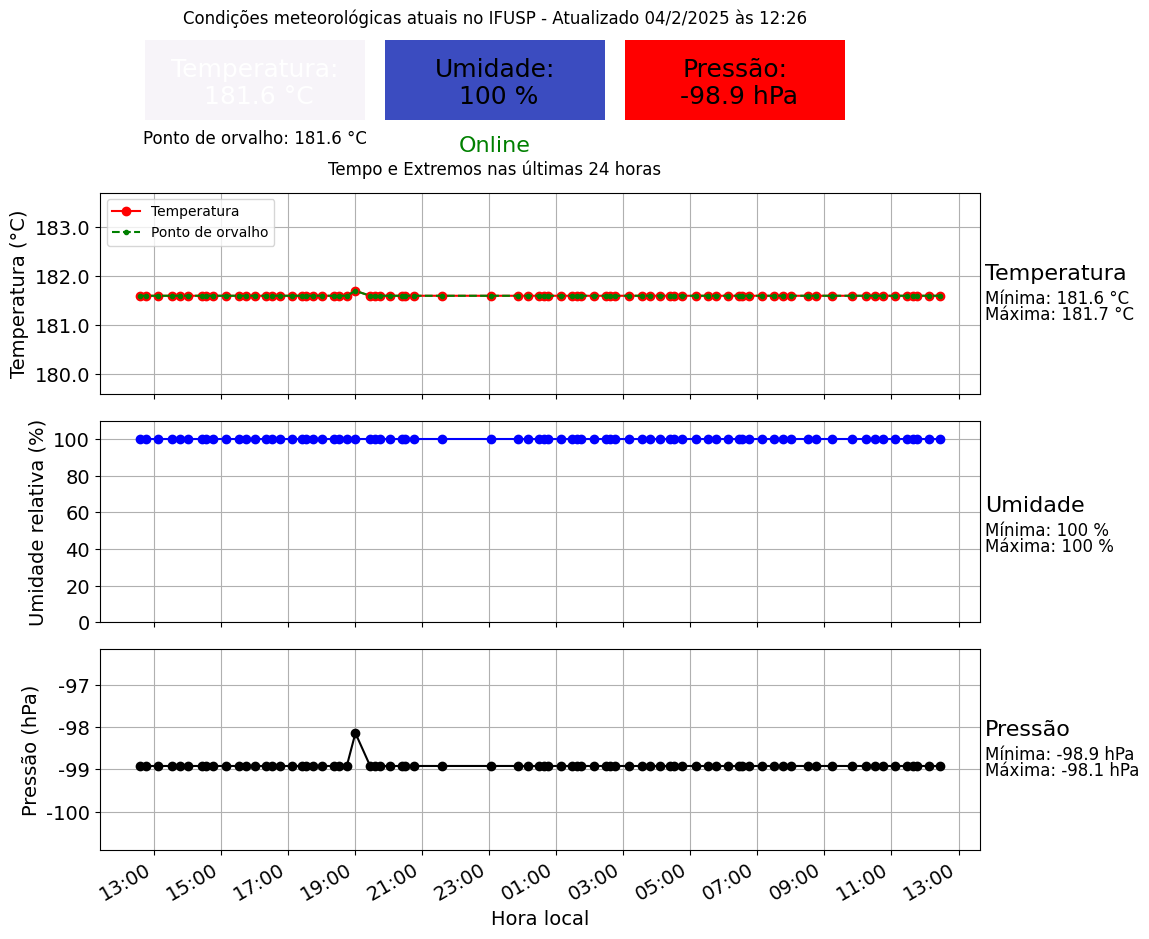 Condições meteorológicas atuais no IFUSP - Atualizado 04/2/2025 às 12:26
Temperatura:
181.6 °C
Umidade:
100 %
Pressão:
-98.9 hPa
Ponto de orvalho: 181.6 °C
Online
Tempo e Extremos nas últimas 24 horas
Temperatura (°C)
183.0
182.0
181.0
180.0
Temperatura
Ponto de orvalho
Temperatura
Mínima: 181.6 °C
Máxima: 181.7 °C
Umidade relativa (%)
100
80
60
40
20
0
Umidade
Mínima: 100 %
Máxima: 100 %
Pressão (hPa)
-97
-98
-99
-100
Pressão
Mínima: -98.9 hPa
Máxima: -98.1 hPa
13:00
15:00
17:00
19:00
21:00
23:00
01:00
03:00
05:00
07:00
09:00
11:00
13:00
Hora local